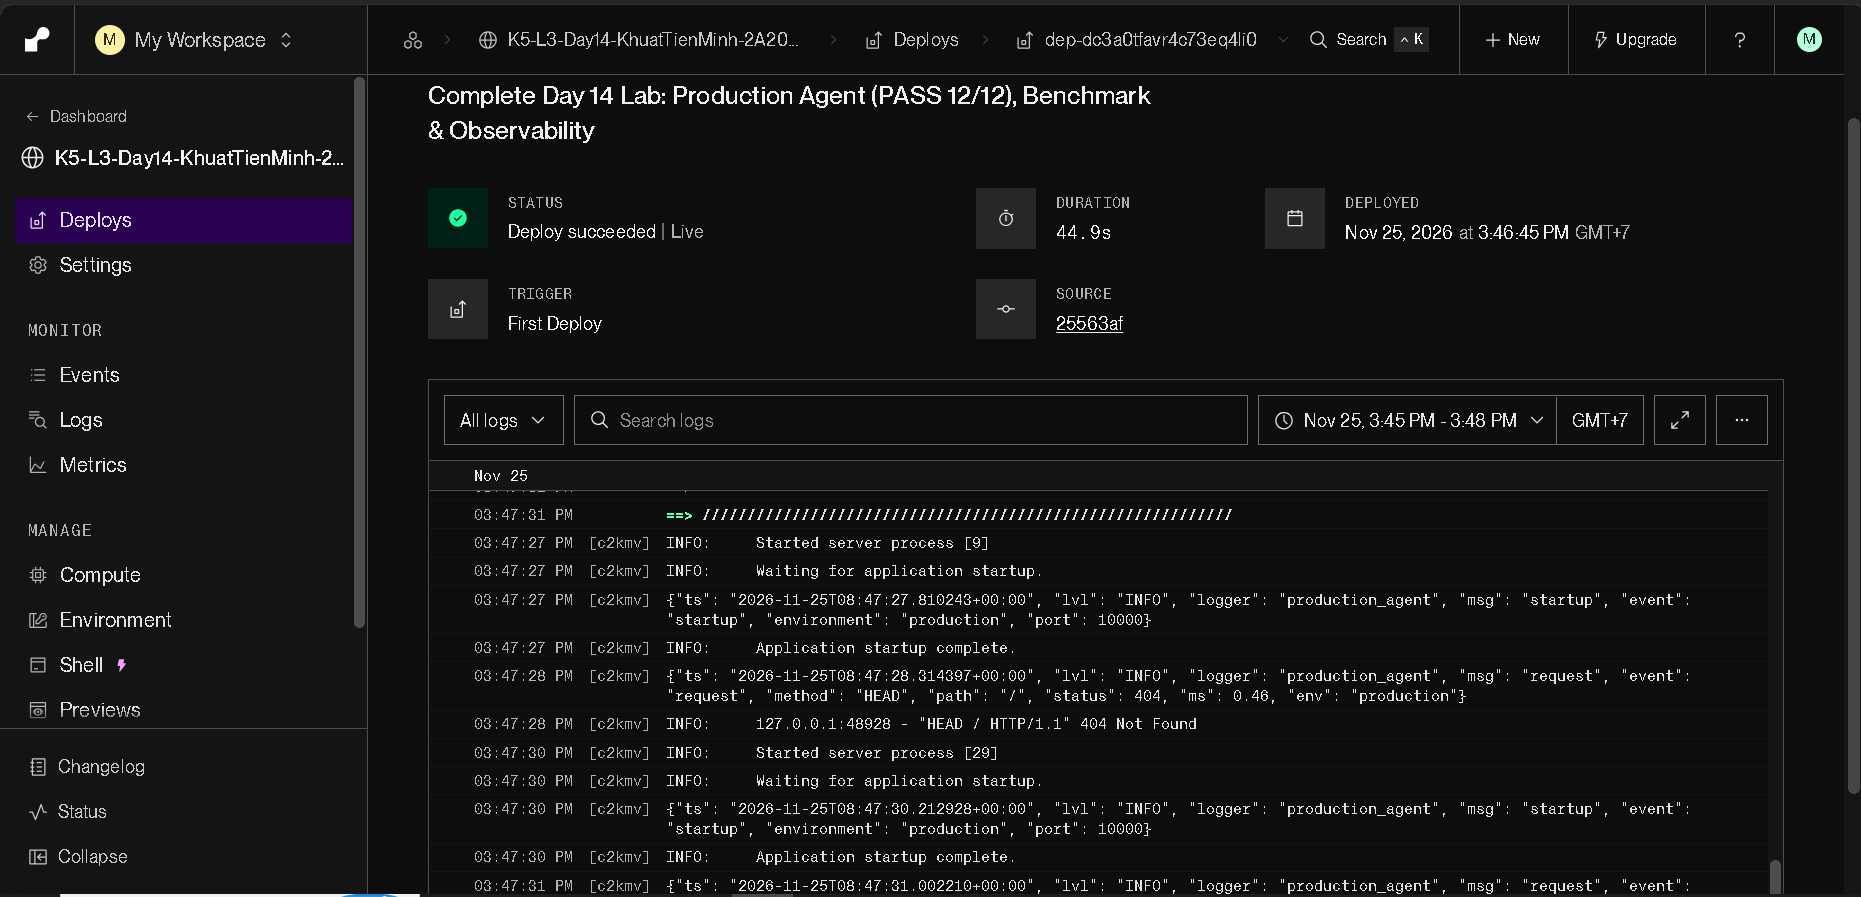 M My Workspace
K5-L3-Day14-KhuatTienMinh-2A20...
Deploys
dep-dc3a0tfavr4c73eq4li0
Search
K
New
Upgrade
?
M
Dashboard
K5-L3-Day14-KhuatTienMinh-2...
Deploys
Settings
MONITOR
Events
Logs
Metrics
MANAGE
Compute
Environment
Shell
Previews
Changelog
Status
Collapse
Complete Day 14 Lab: Production Agent (PASS 12/12), Benchmark
& Observability
STATUS
Deploy succeeded | Live
DURATION
44.9s
DEPLOYED
Nov 25, 2026 at 3:46:45 PM GMT+7
TRIGGER
First Deploy
SOURCE
25563af
All logs
Search logs
Nov 25, 3:45 PM - 3:48 PM
GMT+7
...
Nov 25
03:47:31 PM ==> ///////////////////////////////////////////////////////////
03:47:27 PM [c2kmv] INFO: Started server process [9]
03:47:27 PM [c2kmv] INFO: Waiting for application startup.
03:47:27 PM [c2kmv] {"ts": "2026-11-25T08:47:27.810243+00:00", "lvl": "INFO", "logger": "production_agent", "msg": "startup", "event":
"startup", "environment": "production", "port": 10000}
03:47:27 PM [c2kmv] INFO: Application startup complete.
03:47:28 PM [c2kmv] {"ts": "2026-11-25T08:47:28.314397+00:00", "lvl": "INFO", "logger": "production_agent", "msg": "request", "event":
"request", "method": "HEAD", "path": "/", "status": 404, "ms": 0.46, "env": "production"}
03:47:28 PM [c2kmv] INFO: 127.0.0.1:48928 - "HEAD / HTTP/1.1" 404 Not Found
03:47:30 PM [c2kmv] INFO: Started server process [29]
03:47:30 PM [c2kmv] INFO: Waiting for application startup.
03:47:30 PM [c2kmv] {"ts": "2026-11-25T08:47:30.212928+00:00", "lvl": "INFO", "logger": "production_agent", "msg": "startup", "event":
"startup", "environment": "production", "port": 10000}
03:47:30 PM [c2kmv] INFO: Application startup complete.
03:47:31 PM [c2kmv] {"ts": "2026-11-25T08:47:31.002210+00:00", "lvl": "INFO", "logger": "production_agent", "msg": "request", "event":